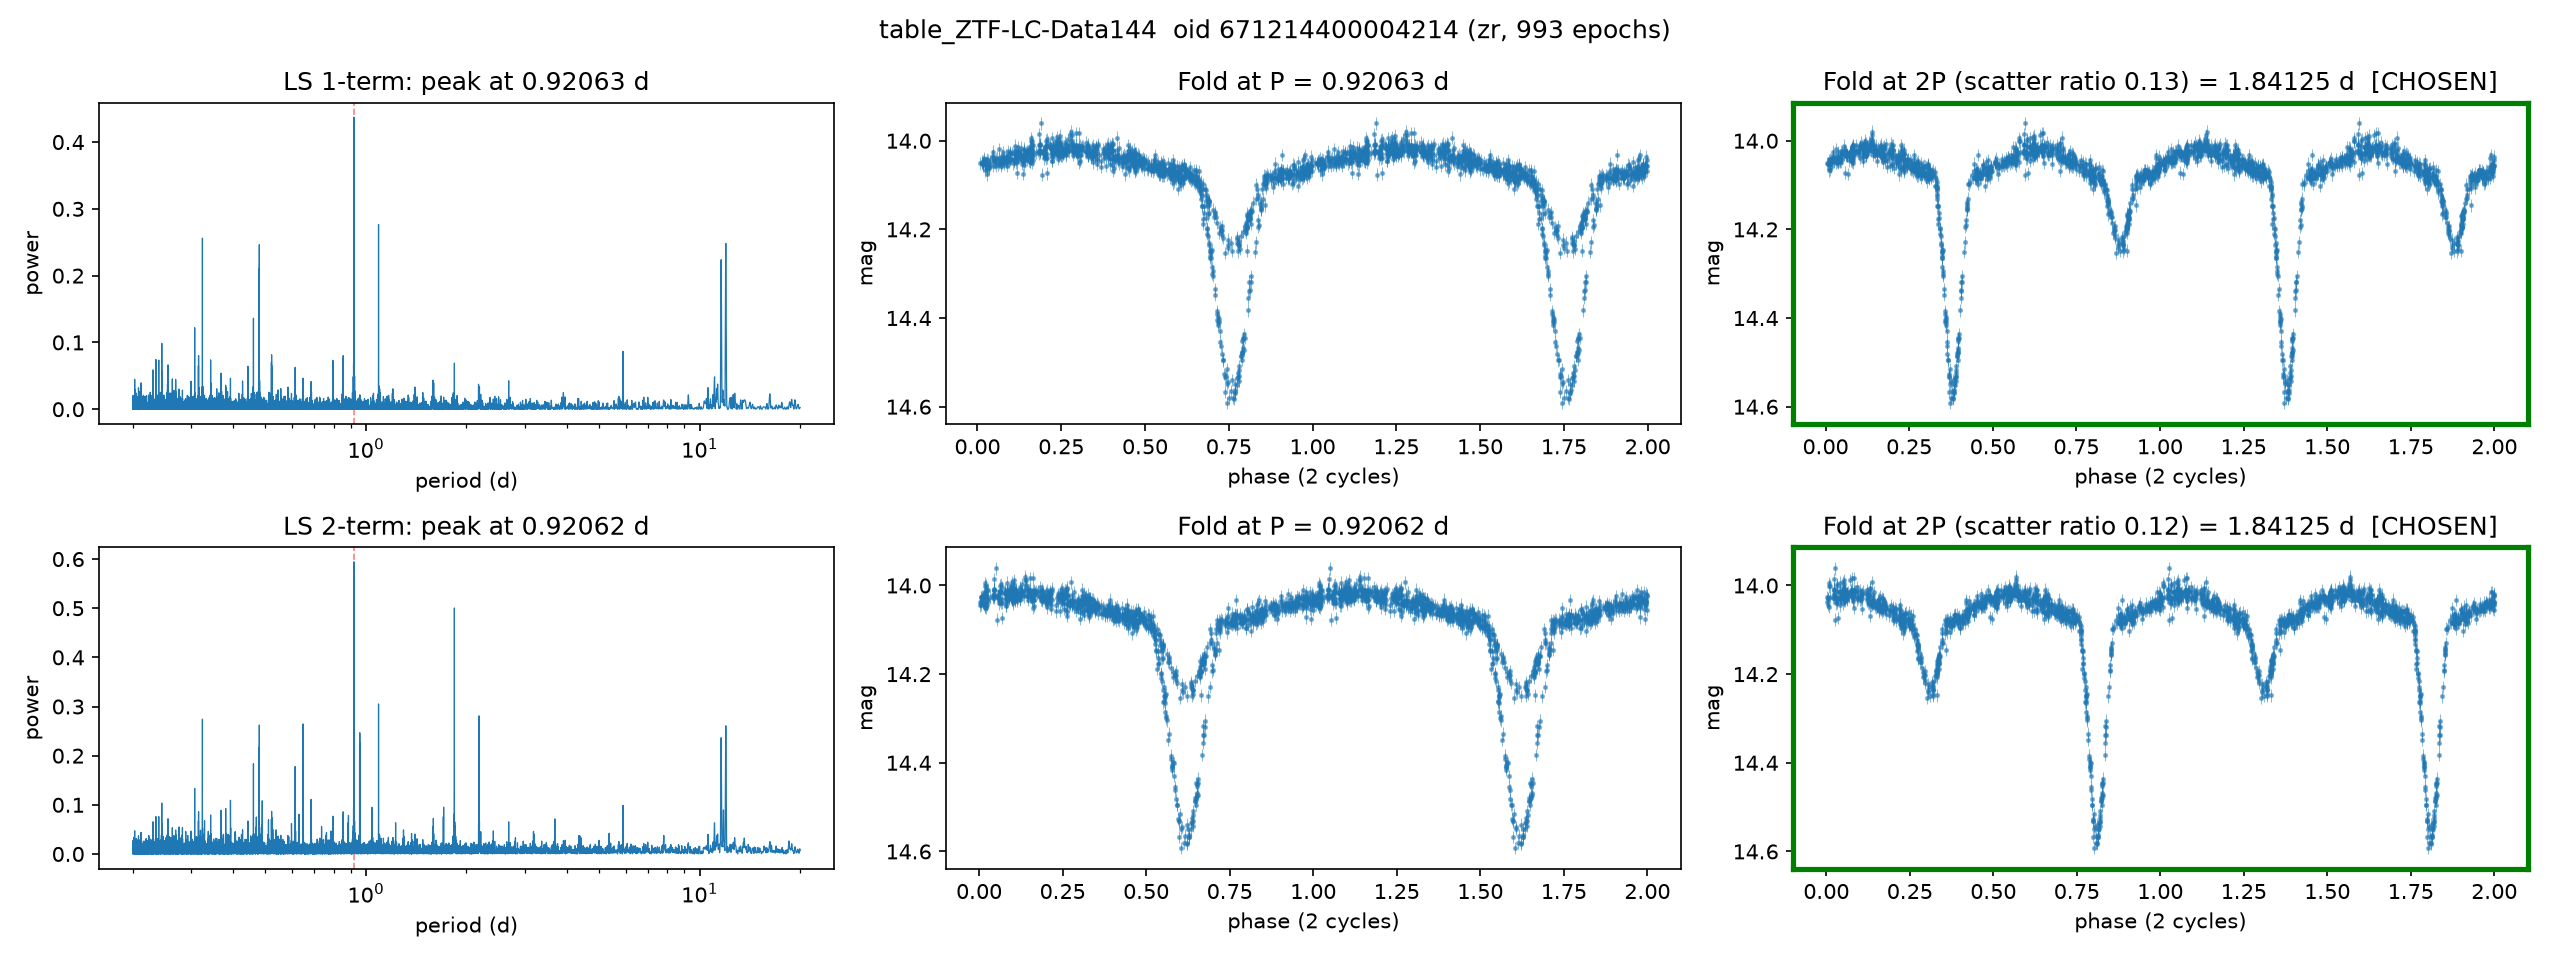 table_ZTF-LC-Data144  oid 671214400004214 (zr, 993 epochs)
LS 1-term: peak at 0.92063 d
power
0.4
0.3
0.2
0.1
0.0
10^0
10^1
period (d)
Fold at P = 0.92063 d
mag
14.0
14.2
14.4
14.6
0.00 0.25 0.50 0.75 1.00 1.25 1.50 1.75 2.00
phase (2 cycles)
Fold at 2P (scatter ratio 0.13) = 1.84125 d  [CHOSEN]
mag
14.0
14.2
14.4
14.6
0.00 0.25 0.50 0.75 1.00 1.25 1.50 1.75 2.00
phase (2 cycles)
LS 2-term: peak at 0.92062 d
power
0.6
0.5
0.4
0.3
0.2
0.1
0.0
10^0
10^1
period (d)
Fold at P = 0.92062 d
mag
14.0
14.2
14.4
14.6
0.00 0.25 0.50 0.75 1.00 1.25 1.50 1.75 2.00
phase (2 cycles)
Fold at 2P (scatter ratio 0.12) = 1.84125 d  [CHOSEN]
mag
14.0
14.2
14.4
14.6
0.00 0.25 0.50 0.75 1.00 1.25 1.50 1.75 2.00
phase (2 cycles)